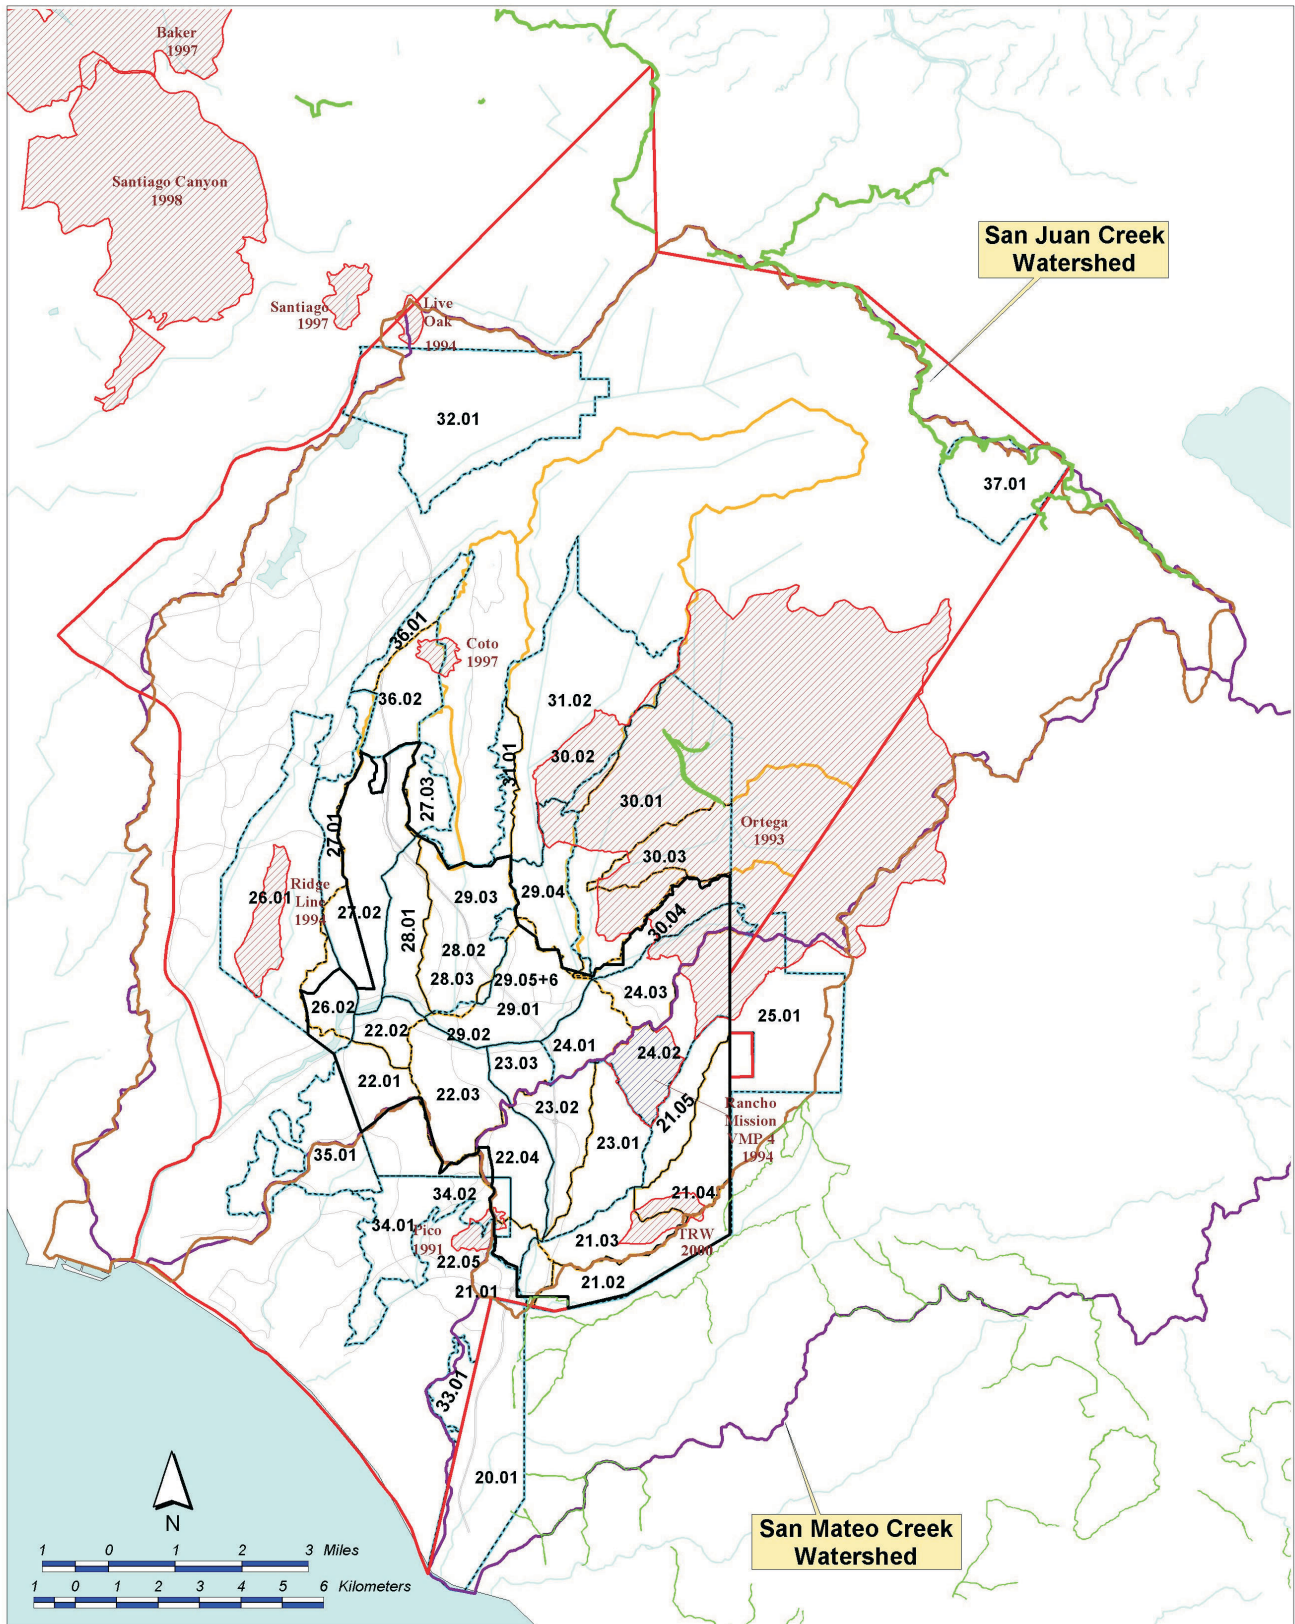 Baker
1997
Santiago Canyon
1998
San Juan Creek
Watershed
Santiago
1997
Live
Oak
1994
32.01
37.01
36.01
Coto
1997
36.02
31.02
31.01
30.02
27.03
30.01
Ortega
1993
27.01
30.03
26.01
Ridge
Line
1994
27.02
28.01
29.03
29.04
30.04
28.02
28.03
29.05+6
29.01
24.03
26.02
22.02
29.02
25.01
24.01
24.02
23.03
22.01
22.03
23.02
21.05
Rancho
Mission
VMP 4
1994
23.01
35.01
22.04
34.02
21.04
34.01
Pico
1991
21.03
TRW
2000
22.05
21.02
21.01
33.01
20.01
San Mateo Creek
Watershed
N
1 0 1 2 3 Miles
1 0 1 2 3 4 5 6 Kilometers